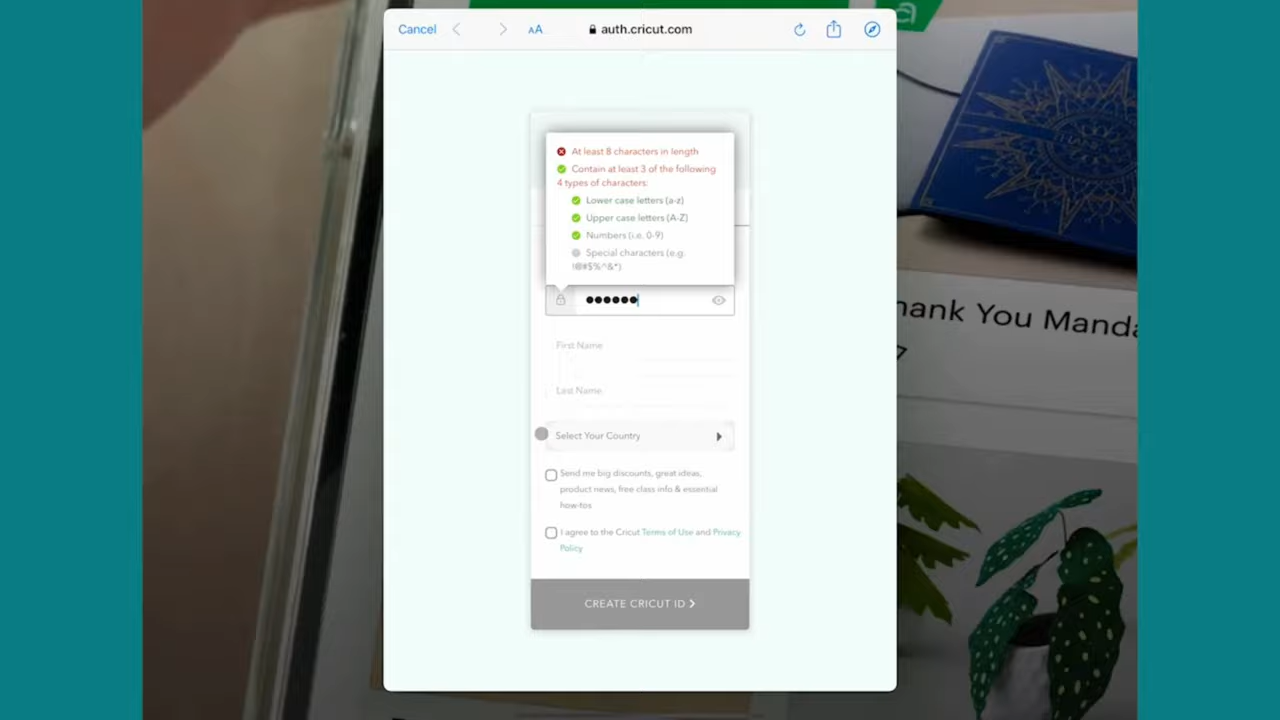 Cancel
AA
auth.cricut.com
At least 8 characters in length
Contain at least 3 of the following
4 types of characters:
Lower case letters (a-z)
Upper case letters (A-Z)
Numbers (i.e. 0-9)
Special characters (e.g.
!@#$%^&*)
●●●●●●
First Name
Last Name
Select Your Country
Send me big discounts, great ideas,
product news, free class info & essential
how-tos
I agree to the Cricut Terms of Use and Privacy
Policy
CREATE CRICUT ID
hank You Manda